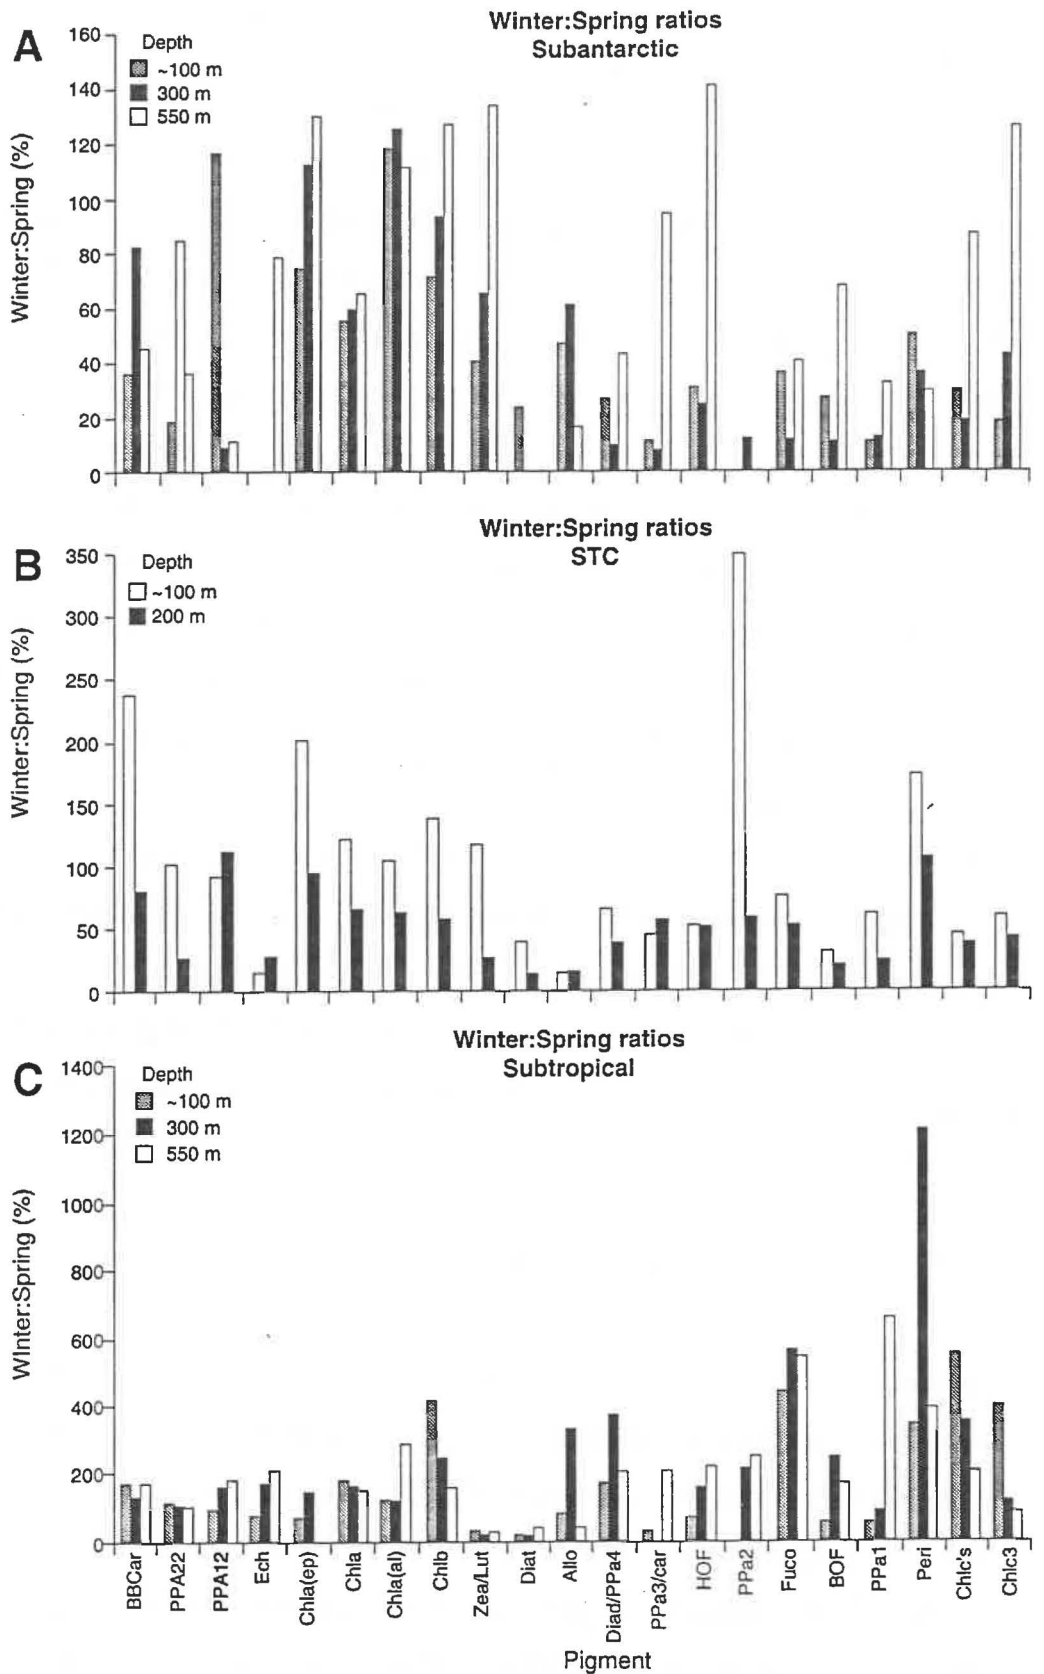 A
Winter:Spring ratios
Subantarctic
Winter:Spring (%)
160
140
120
100
80
60
40
20
0
Depth
~100 m
300 m
550 m
B
Winter:Spring ratios
STC
Winter:Spring (%)
350
300
250
200
150
100
50
0
Depth
~100 m
200 m
C
Winter:Spring ratios
Subtropical
WInter:Spring (%)
1400
1200
1000
800
600
400
200
0
Depth
~100 m
300 m
550 m
BBCar
PPA22
PPA12
Ech
Chla(ep)
Chla
Chla(al)
Chlb
Zea/Lut
Diat
Allo
Diad/PPa4
PPa3/car
HOF
PPa2
Fuco
BOF
PPa1
Peri
Chlc's
Chlc3
Pigment